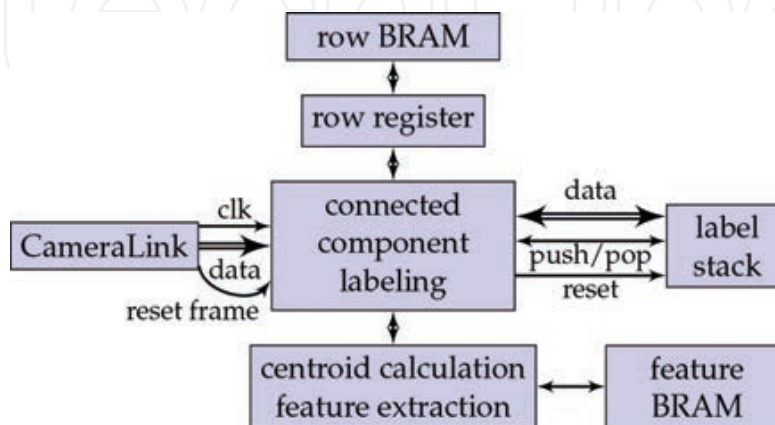 row BRAM
row register
clk
CameraLink
data
reset frame
connected
component
labeling
data
push/pop
reset
label
stack
centroid calculation
feature extraction
feature
BRAM